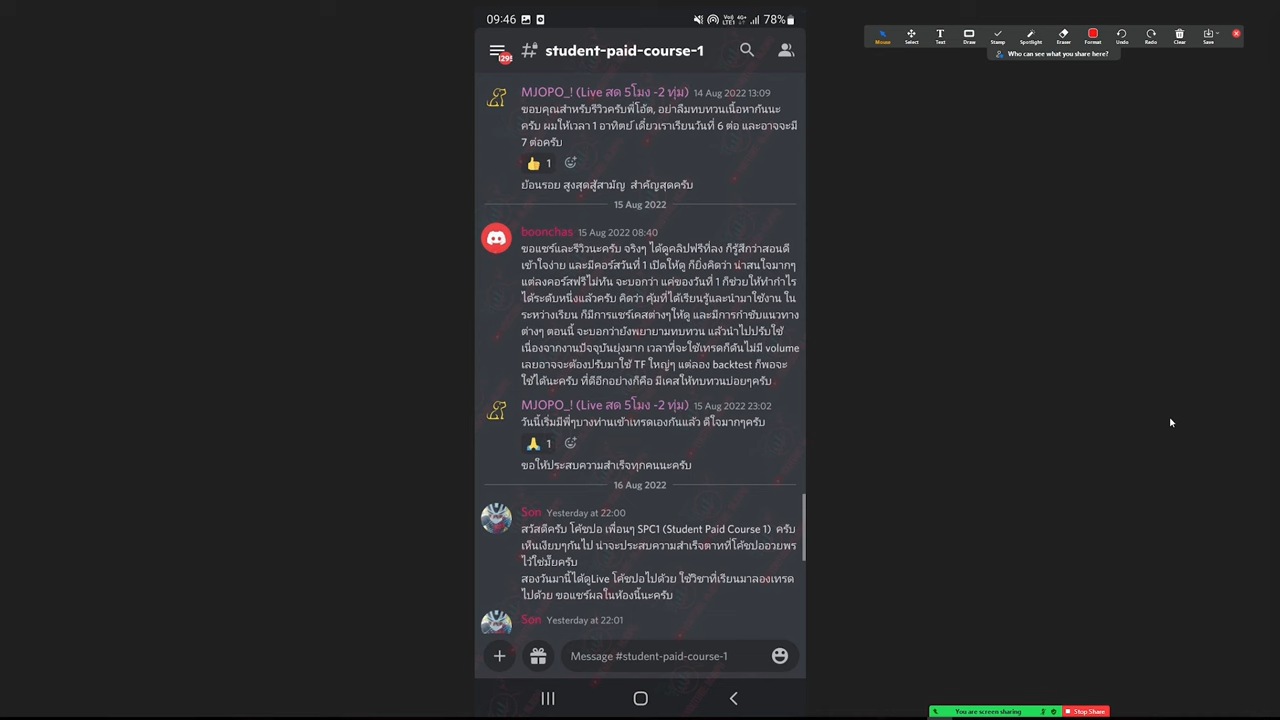 09:46
78%
Mouse
Select
Text
Draw
Stamp
Spotlight
Eraser
Format
Undo
Redo
Clear
Save
Who can see what you share here?
student-paid-course-1
MJOPO_! (Live สด 5โมง -2 ทุ่ม) 14 Aug 2022 13:09
ขอบคุณสำหรับรีวิวครับพี่โอ้ต, อย่าลืมทบทวนเนื้อหากันนะ
ครับ ผมให้เวลา 1 อาทิตย์ เดี๋ยวเราเรียนวันที่ 6 ต่อ และอาจจะมี
7 ต่อครับ
1
ย้อนรอย สูงสุดสู้สามัญ สำคัญสุดครับ
15 Aug 2022
boonchas 15 Aug 2022 08:40
ขอแชร์และรีวิวนะครับ จริงๆ ได้ดูคลิปฟรีที่ลง ก็รู้สึกว่าสอนดี
เข้าใจง่าย และมีคอร์สวันที่ 1 เปิดให้ดู ก็ยิ่งคิดว่า น่าสนใจมากๆ
แต่ลงคอร์สฟรีไม่ทัน จะบอกว่า แค่ของวันที่ 1 ก็ช่วยให้ทำกำไร
ได้ระดับหนึ่งแล้วครับ คิดว่า คุ้มที่ได้เรียนรู้และนำมาใช้งาน ใน
ระหว่างเรียน ก็มีการแชร์เคสต่างๆให้ดู และมีการกำชับแนวทาง
ต่างๆ ตอนนี้ จะบอกว่ายังพยายามทบทวน แล้วนำไปปรับใช้
เนื่องจากงานปัจจุบันยุ่งมาก เวลาที่จะใช้เทรดก็ดันไม่มี volume
เลยอาจจะต้องปรับมาใช้ TF ใหญ่ๆ แต่ลอง backtest ก็พอจะ
ใช้ได้นะครับ ที่ดีอีกอย่างก็คือ มีเคสให้ทบทวนบ่อยๆครับ
MJOPO_! (Live สด 5โมง -2 ทุ่ม) 15 Aug 2022 23:02
วันนี้เริ่มมีพี่ๆบางท่านเข้าเทรดเองกันแล้ว ดีใจมากๆครับ
1
ขอให้ประสบความสำเร็จทุกคนนะครับ
16 Aug 2022
Son Yesterday at 22:00
สวัสดีครับ โค้ชปอ เพื่อนๆ SPC1 (Student Paid Course 1) ครับ
เห็นเงียบๆกันไป น่าจะประสบความสำเร็จตาทที่โค้ชปออวยพร
ไว้ใช่มั้ยครับ
สองวันมานี้ได้ดูLive โค้ชปอไปด้วย ใช้วิชาที่เรียนมาลองเทรด
ไปด้วย ขอแชร์ผลในห้องนี้นะครับ
Son Yesterday at 22:01
Message #student-paid-course-1
You are screen sharing
Stop Share